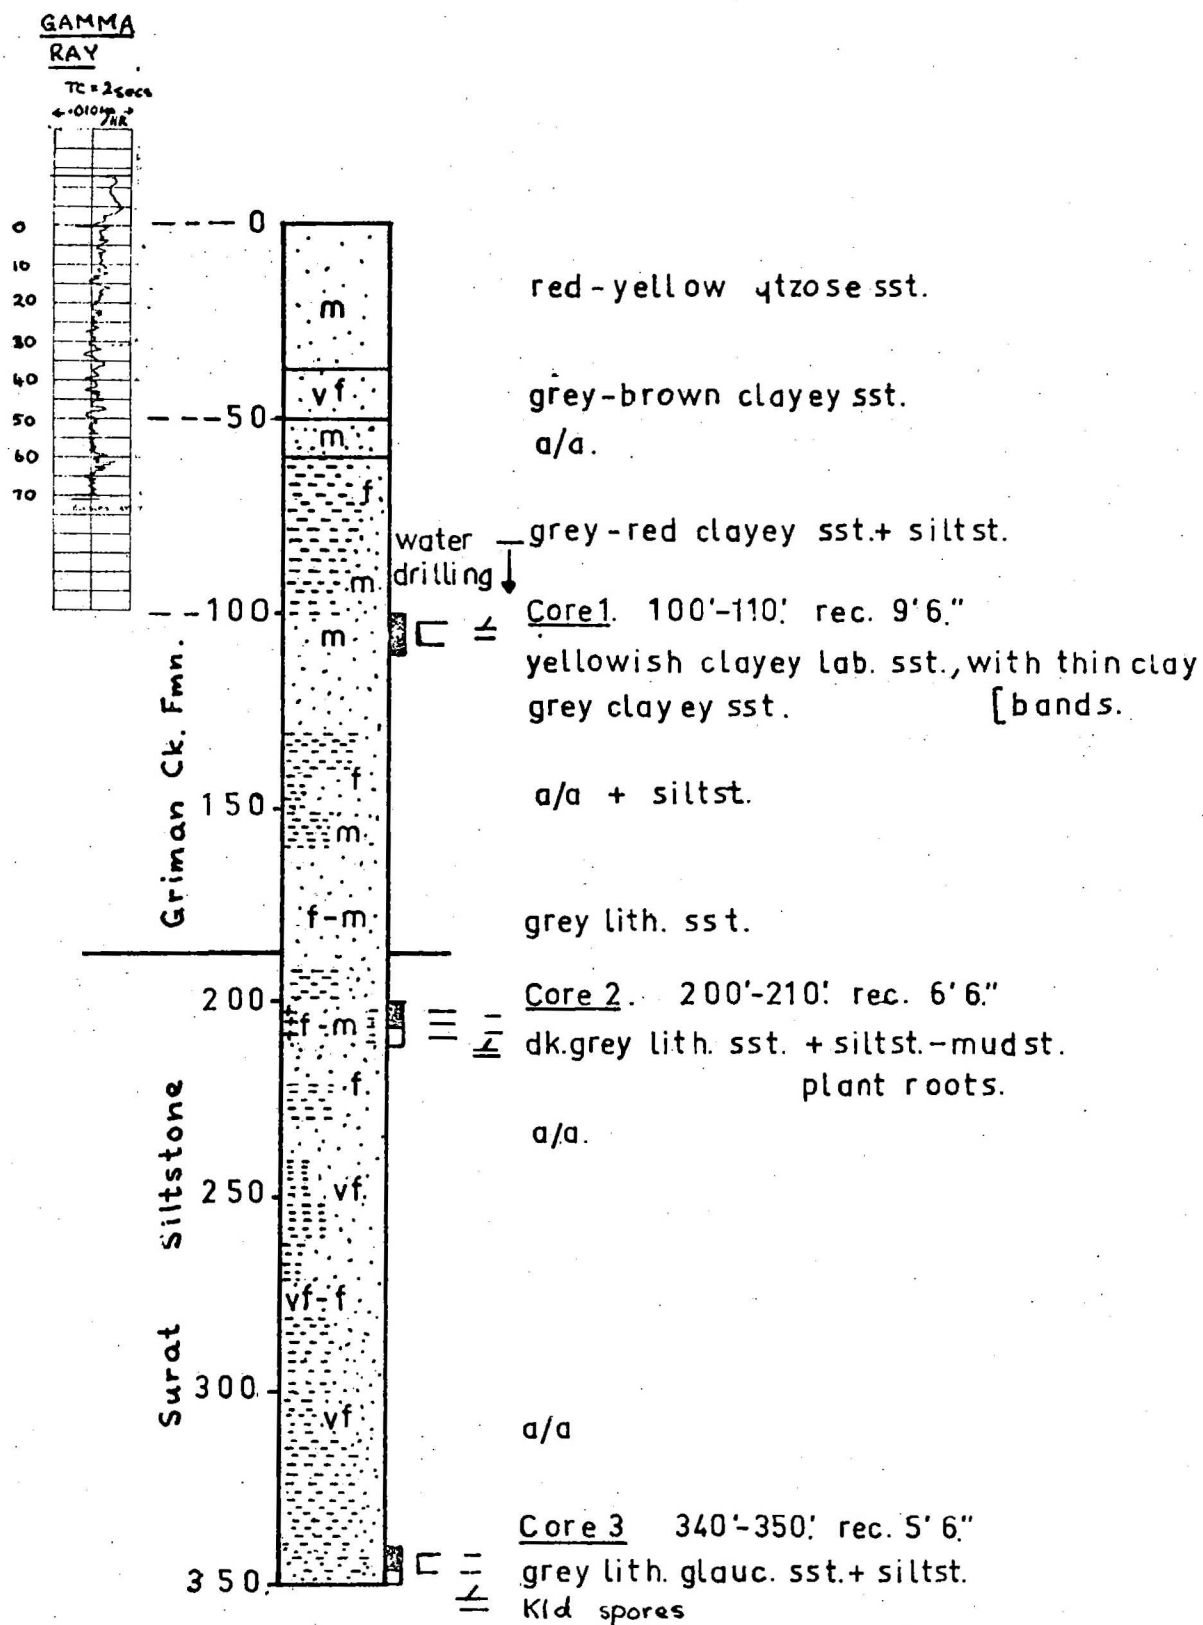 GAMMA
RAY
TC = 2 secs
0
10
20
30
40
50
60
70
0
m
red-yellow qtzose sst.
vf
grey-brown clayey sst.
50
m
a/a.
f
water
drilling
grey-red clayey sst.+ siltst.
m
100
Core 1. 100'-110'. rec. 9'6."
m
yellowish clayey lab. sst., with thin clay
grey clayey sst. [bands.
Griman Ck. Fmn.
f
150
a/a + siltst.
m
f-m
grey lith. sst.
200
Core 2. 200'-210'. rec. 6'6."
f-m
dk.grey lith. sst. + siltst.-mudst.
plant roots.
f
a/a.
Surat Siltstone
250
vf
vf-f
300
vf
a/a
Core 3 340'-350'. rec. 5'6."
grey lith. glauc. sst.+ siltst.
350
K1d spores